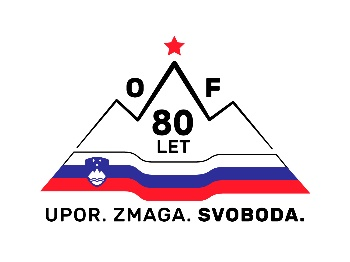 O F
80
LET
UPOR. ZMAGA. SVOBODA.